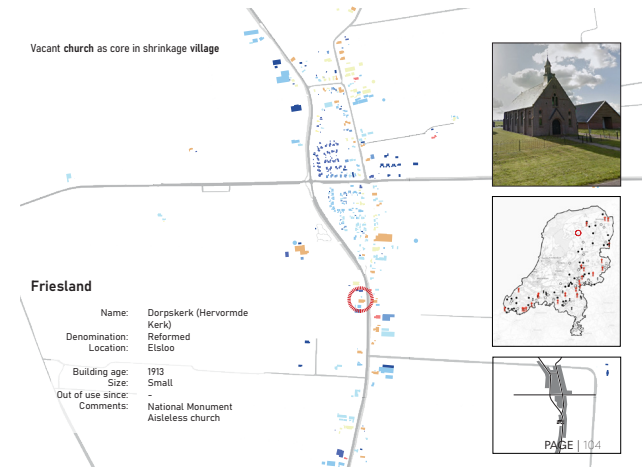 Vacant church as core in shrinkage village
Friesland
Name: Dorpskerk (Hervormde
Kerk)
Denomination: Reformed
Location: Elsloo
Building age: 1913
Size: Small
Out of use since: -
Comments: National Monument
Aisleless church
PAGE | 104